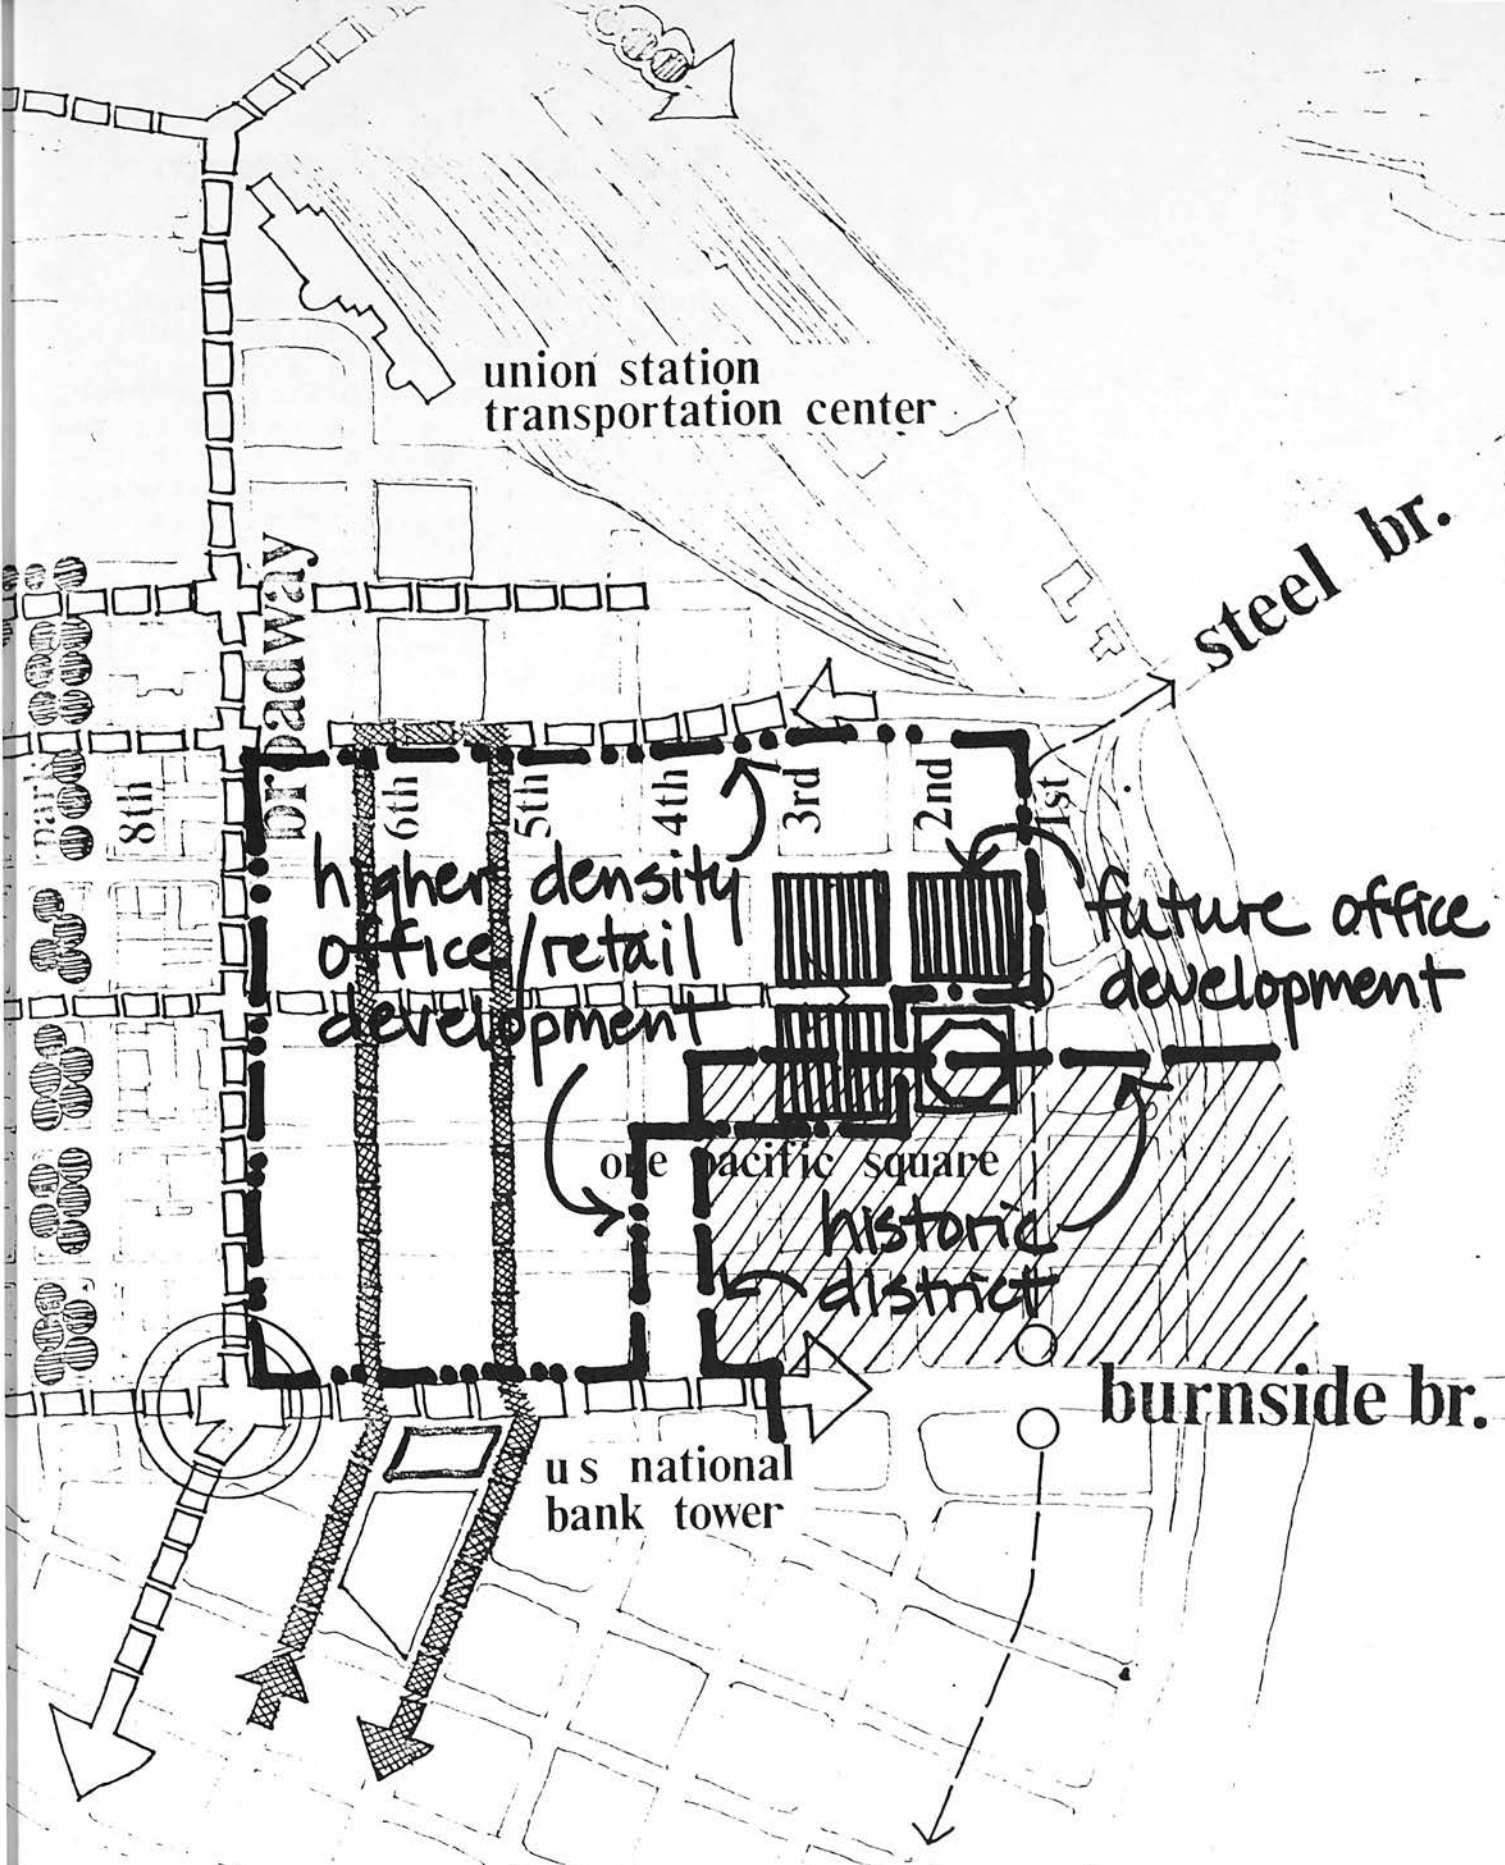 union station
transportation center
steel br.
broadway
park
8th
6th
5th
4th
3rd
2nd
1st
higher density
office/retail
development
future office
development
one pacific square
historic
district
burnside br.
us national
bank tower